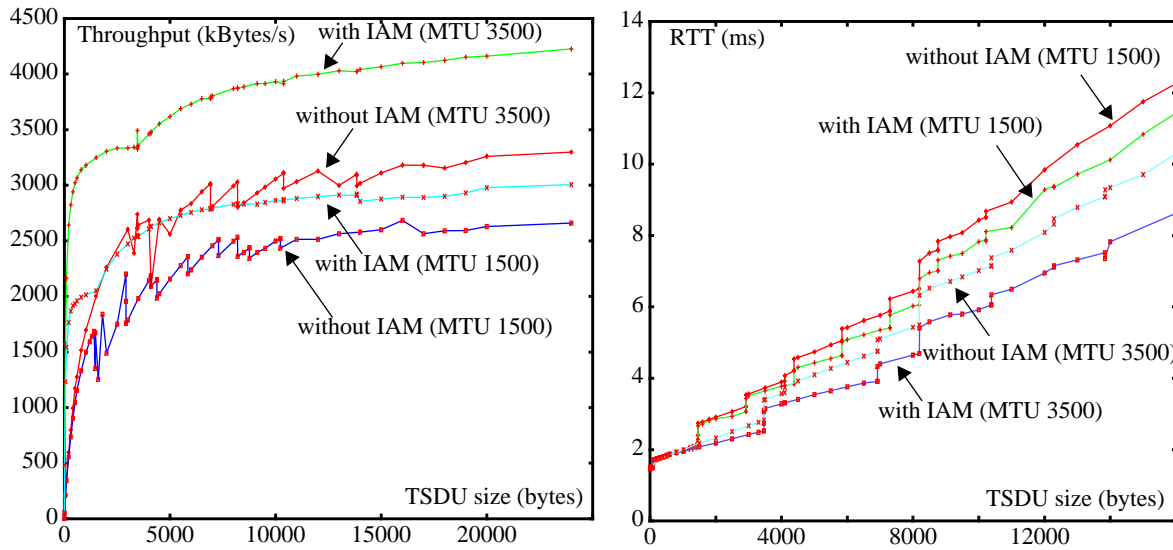 Throughput (kBytes/s)
with IAM (MTU 3500)
without IAM (MTU 3500)
with IAM (MTU 1500)
without IAM (MTU 1500)
TSDU size (bytes)
4500
4000
3500
3000
2500
2000
1500
1000
500
0
0 5000 10000 15000 20000
RTT (ms)
without IAM (MTU 1500)
with IAM (MTU 1500)
without IAM (MTU 3500)
with IAM (MTU 3500)
TSDU size (bytes)
14
12
10
8
6
4
2
0
0 4000 8000 12000